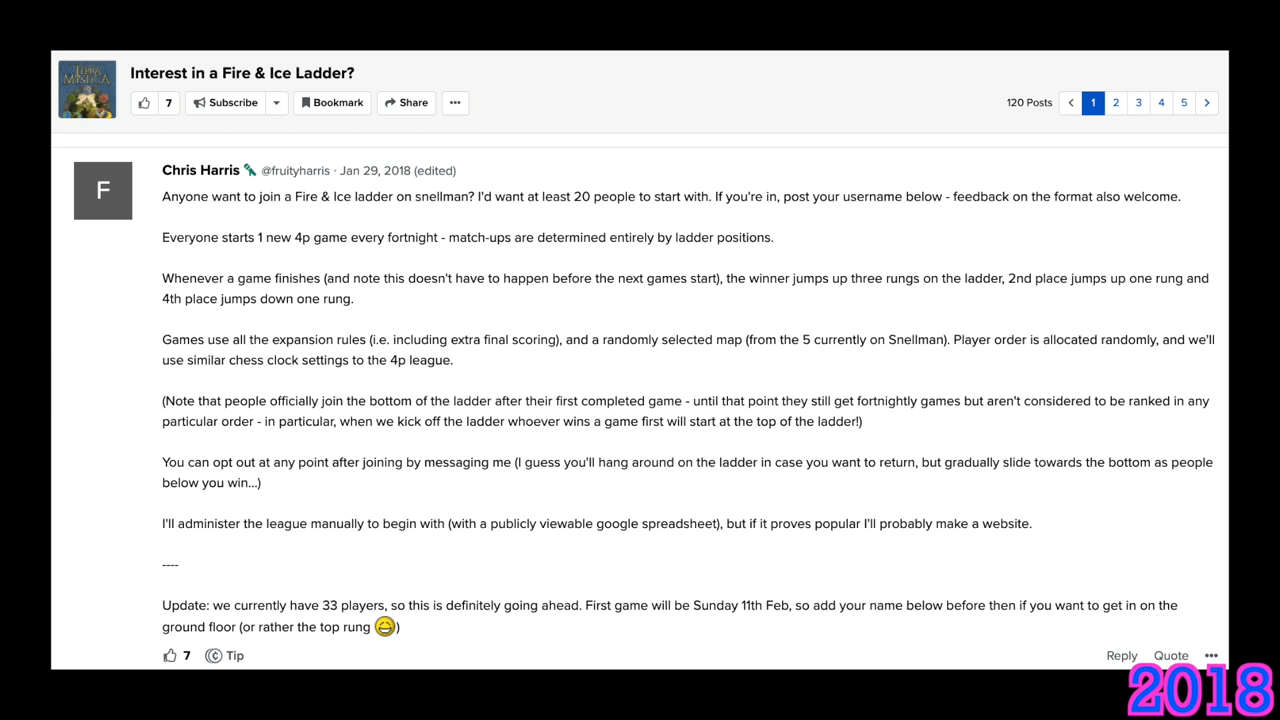 TERRA
MYSTICA
Interest in a Fire & Ice Ladder?
7 Subscribe Bookmark Share
120 Posts 1 2 3 4 5
F
Chris Harris @fruityharris · Jan 29, 2018 (edited)
Anyone want to join a Fire & Ice ladder on snellman? I'd want at least 20 people to start with. If you're in, post your username below - feedback on the format also welcome.
Everyone starts 1 new 4p game every fortnight - match-ups are determined entirely by ladder positions.
Whenever a game finishes (and note this doesn't have to happen before the next games start), the winner jumps up three rungs on the ladder, 2nd place jumps up one rung and
4th place jumps down one rung.
Games use all the expansion rules (i.e. including extra final scoring), and a randomly selected map (from the 5 currently on Snellman). Player order is allocated randomly, and we'll
use similar chess clock settings to the 4p league.
(Note that people officially join the bottom of the ladder after their first completed game - until that point they still get fortnightly games but aren't considered to be ranked in any
particular order - in particular, when we kick off the ladder whoever wins a game first will start at the top of the ladder!)
You can opt out at any point after joining by messaging me (I guess you'll hang around on the ladder in case you want to return, but gradually slide towards the bottom as people
below you win...)
I'll administer the league manually to begin with (with a publicly viewable google spreadsheet), but if it proves popular I'll probably make a website.
----
Update: we currently have 33 players, so this is definitely going ahead. First game will be Sunday 11th Feb, so add your name below before then if you want to get in on the
ground floor (or rather the top rung 😁)
7 Tip
Reply Quote
2018